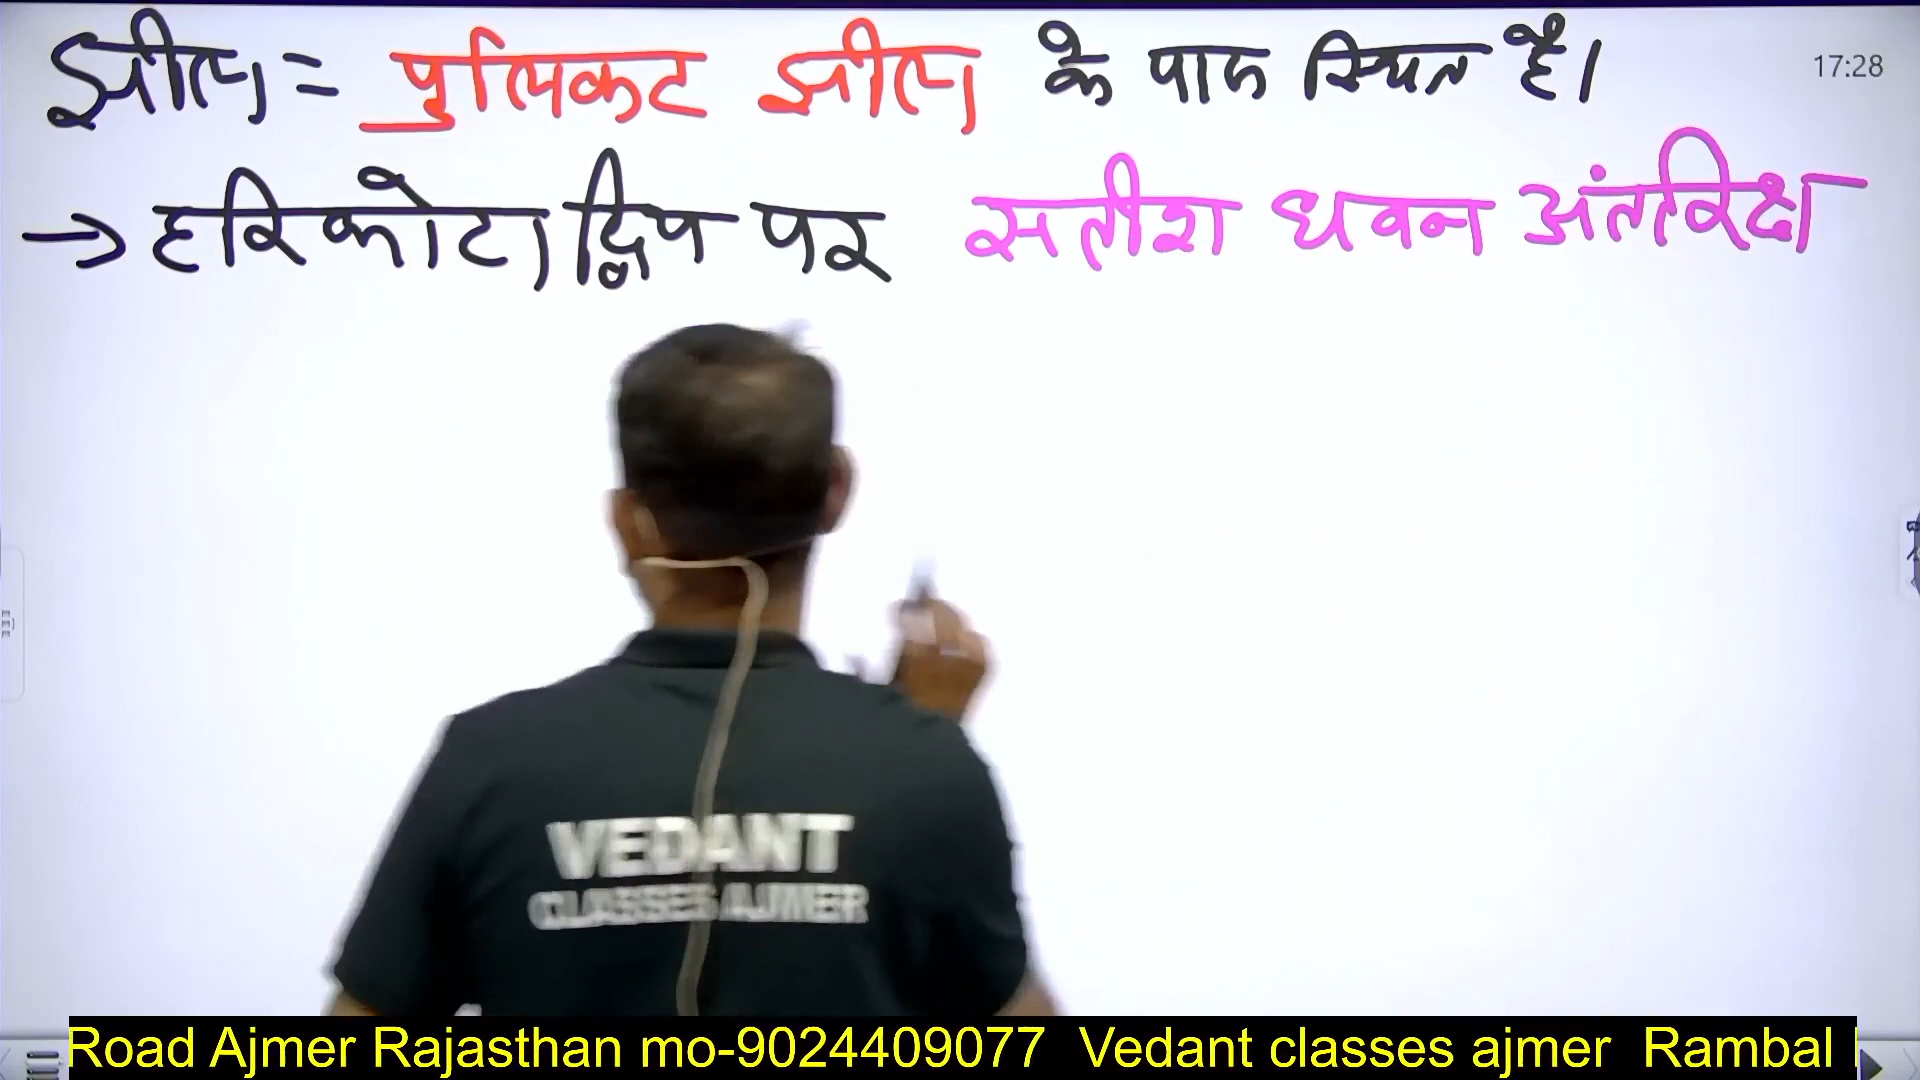 झील = पुलिकट झील के पास स्थित है।
17:28
→ हरिकोटा द्विप पर सतीश धवन अंतरिक्ष
VEDANT
CLASSES AJMER
Road Ajmer Rajasthan mo-9024409077 Vedant classes ajmer Rambal